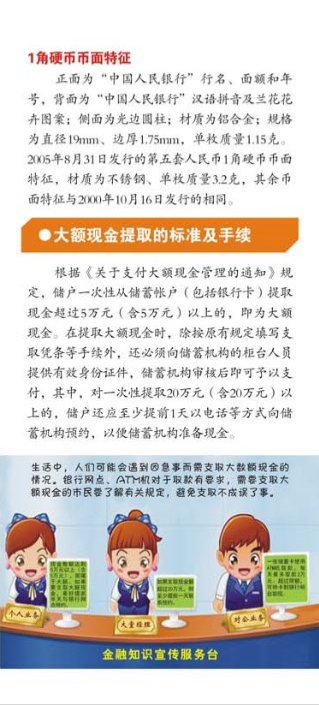 1角硬币币面特征
正面为“中国人民银行”行名、面额和年
号，背面为“中国人民银行”汉语拼音及兰花花
卉图案；侧面为光边圆柱；材质为铝合金；规格
为直径19mm、边厚1.75mm，单枚质量1.15克。
2005年8月31日发行的第五套人民币1角硬币币面
特征，材质为不锈钢、单枚质量3.2克，其余币
面特征与2000年10月16日发行的相同。
●大额现金提取的标准及手续
根据《关于支付大额现金管理的通知》规
定，储户一次性从储蓄帐户（包括银行卡）提取
现金超过5万元（含5万元）以上的，即为大额
现金。在提取大额现金时，除按原有规定填写支
取凭条等手续外，还必须向储蓄机构的柜台人员
提供有效身份证件，储蓄机构审核后即可予以支
付，其中，对一次性提取20万元（含20万元）以
上的，储户还应至少提前1天以电话等方式向储
蓄机构预约，以便储蓄机构准备现金。
生活中，人们可能会遇到因急事而需支取大数额现金的
情况。银行网点、ATM机对于取款有要求，需要支取大
额现金的市民要了解有关规定，避免支取不成误了事。
个人业务
大堂经理
对公业务
金融知识宣传服务台